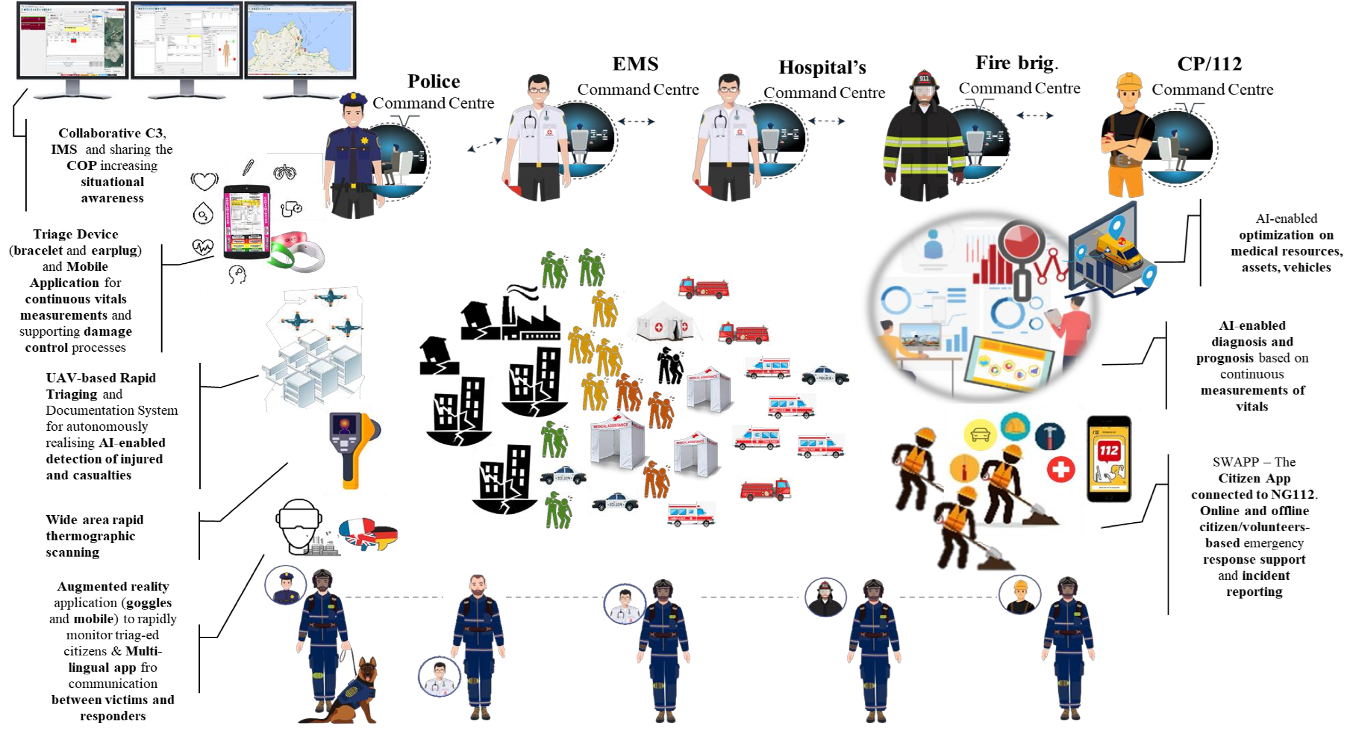 Police
Command Centre
EMS
Command Centre
Hospital’s
Command Centre
Fire brig.
Command Centre
CP/112
Command Centre
911
Collaborative C3,
IMS and sharing the
COP increasing
situational
awareness
Triage Device
(bracelet and earplug)
and Mobile
Application for
continuous vitals
measurements and
supporting damage
control processes
UAV-based Rapid
Triaging and
Documentation System
for autonomously
realising AI-enabled
detection of injured
and casualties
Wide area rapid
thermographic
scanning
Augmented reality
application (goggles
and mobile) to rapidly
monitor triag-ed
citizens & Multi-
lingual app fro
communication
between victims and
responders
MEDICAL ASSISTANCE
MEDICAL ASSISTANCE
MEDICAL ASSISTANCE
AI-enabled
optimization on
medical resources,
assets, vehicles
AI-enabled
diagnosis and
prognosis based on
continuous
measurements of
vitals
112
SWAPP – The
Citizen App
connected to NG112.
Online and offline
citizen/volunteers-
based emergency
response support
and incident
reporting